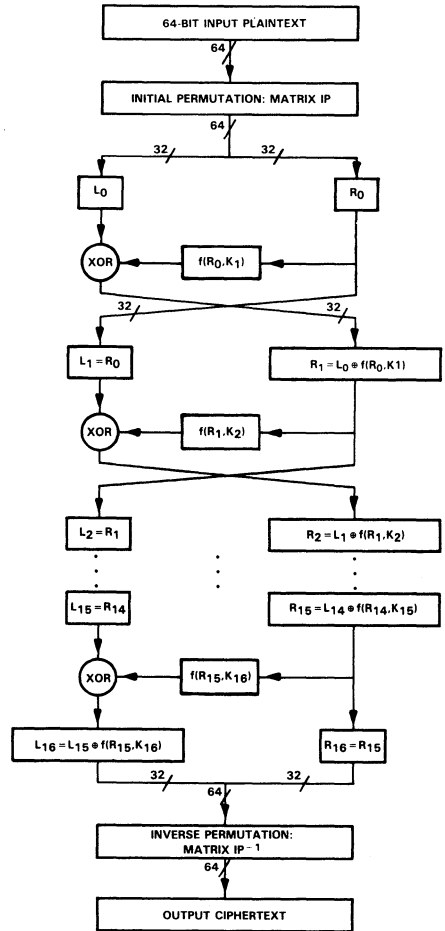 64-BIT INPUT PLAINTEXT
64
INITIAL PERMUTATION: MATRIX IP
64
32 32
L₀ R₀
XOR f(R₀,K₁)
32 32
L₁ = R₀ R₁ = L₀ ⊕ f(R₀,K1)
XOR f(R₁,K₂)
L₂ = R₁ R₂ = L₁ ⊕ f(R₁,K₂)
L₁₅ = R₁₄ R₁₅ = L₁₄ ⊕ f(R₁₄,K₁₅)
XOR f(R₁₅,K₁₆)
L₁₆ = L₁₅ ⊕ f(R₁₅,K₁₆) R₁₆ = R₁₅
32 32
64
INVERSE PERMUTATION:
MATRIX IP⁻¹
64
OUTPUT CIPHERTEXT